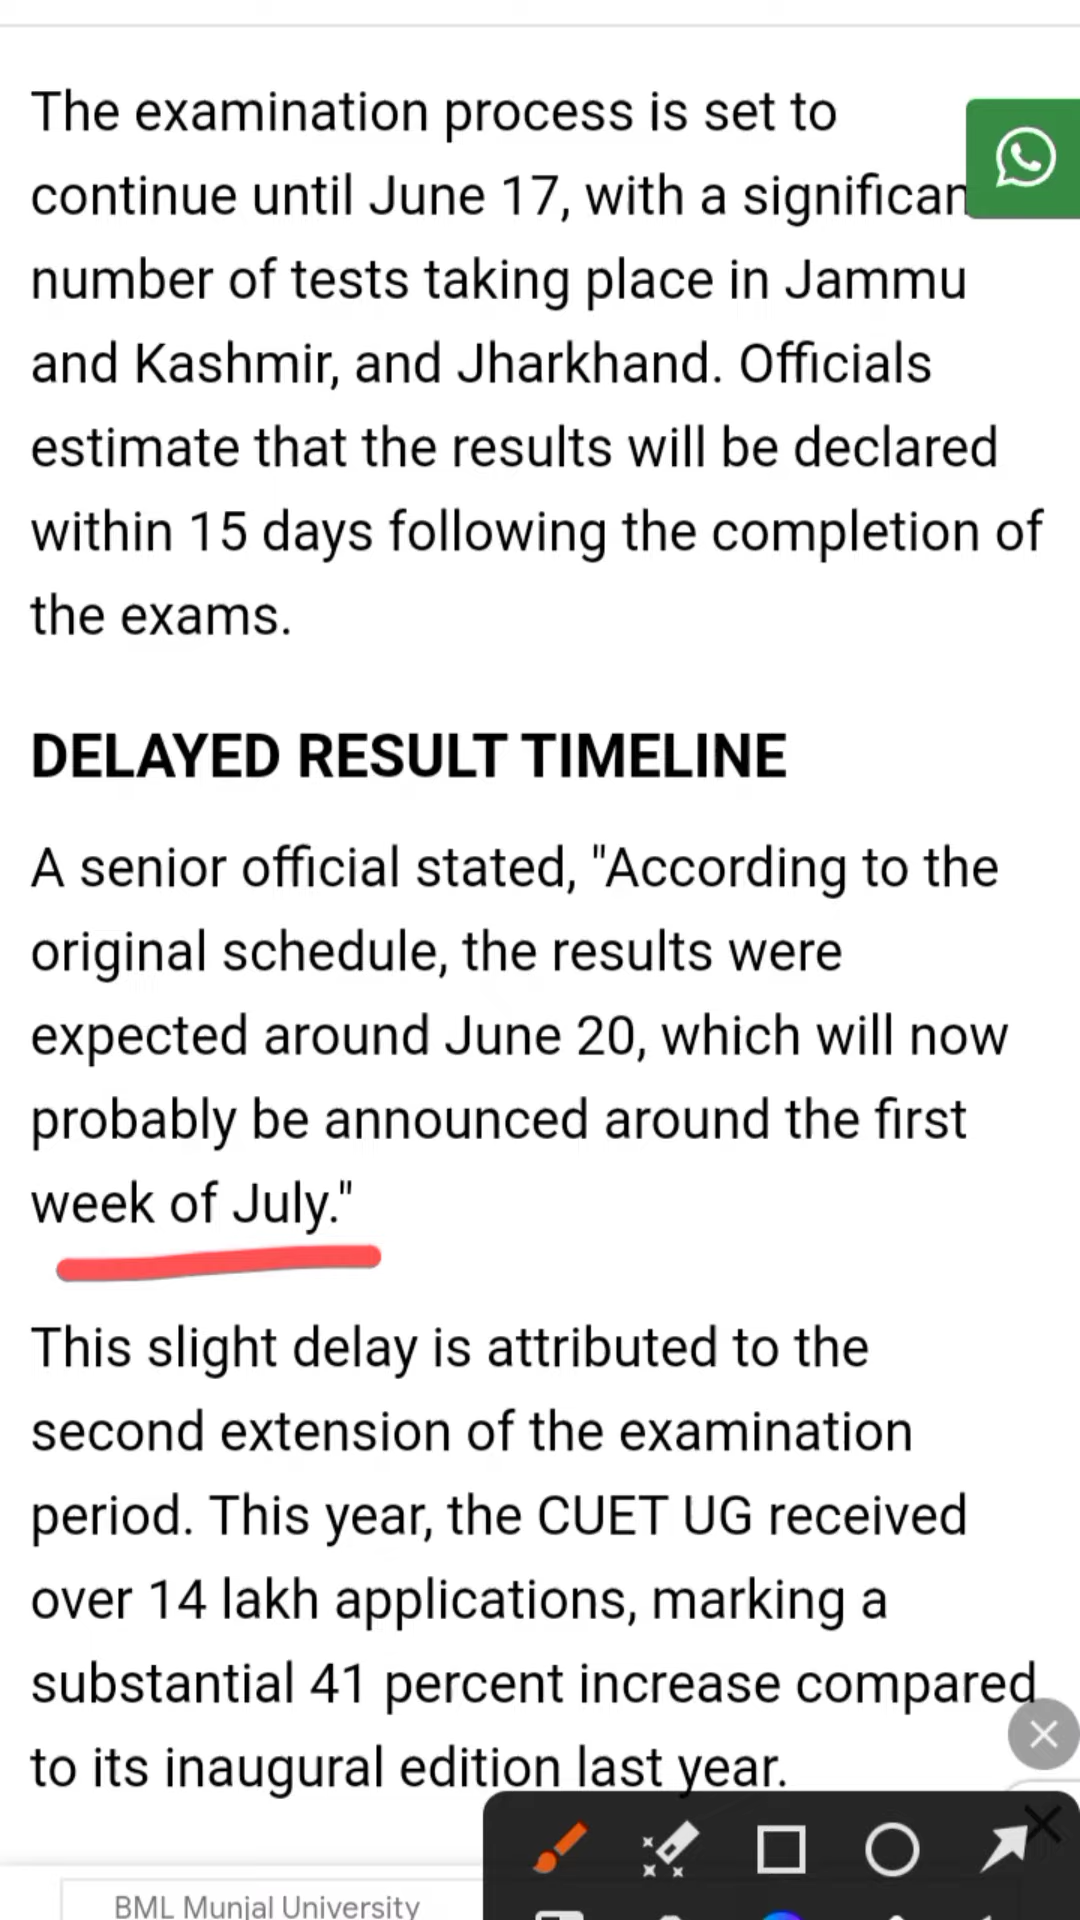 The examination process is set to
continue until June 17, with a significan
number of tests taking place in Jammu
and Kashmir, and Jharkhand. Officials
estimate that the results will be declared
within 15 days following the completion of
the exams.
DELAYED RESULT TIMELINE
A senior official stated, "According to the
original schedule, the results were
expected around June 20, which will now
probably be announced around the first
week of July."
This slight delay is attributed to the
second extension of the examination
period. This year, the CUET UG received
over 14 lakh applications, marking a
substantial 41 percent increase compared
to its inaugural edition last year.
BML Munjal University